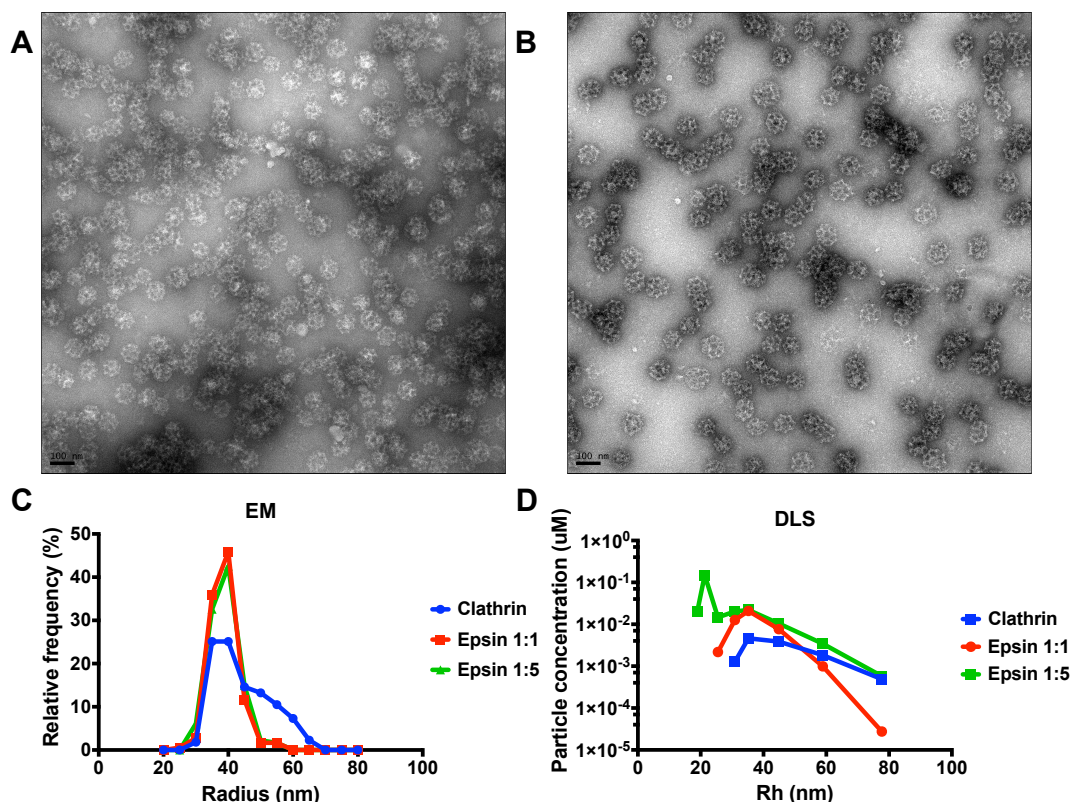 A
B
100 nm
100 nm
C
EM
Relative frequency (%)
50
40
30
20
10
0
0
20
40
60
80
100
Radius (nm)
Clathrin
Epsin 1:1
Epsin 1:5
D
DLS
Particle concentration (uM)
1×10⁰
1×10⁻¹
1×10⁻²
1×10⁻³
1×10⁻⁴
1×10⁻⁵
0
20
40
60
80
100
Rh (nm)
Clathrin
Epsin 1:1
Epsin 1:5